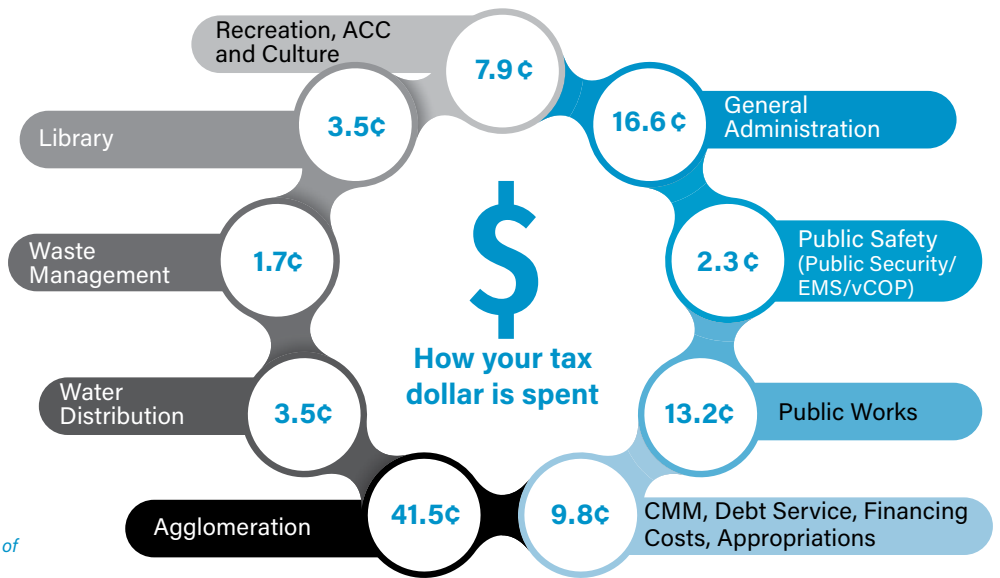 Recreation, ACC
and Culture
7.9 ¢
General
Administration
16.6 ¢
Library
3.5¢
Public Safety
(Public Security/
EMS/vCOP)
2.3 ¢
Waste
Management
1.7¢
$
How your tax
dollar is spent
Water
Distribution
3.5¢
Public Works
13.2¢
Agglomeration
41.5¢
9.8¢
CMM, Debt Service, Financing
Costs, Appropriations
of